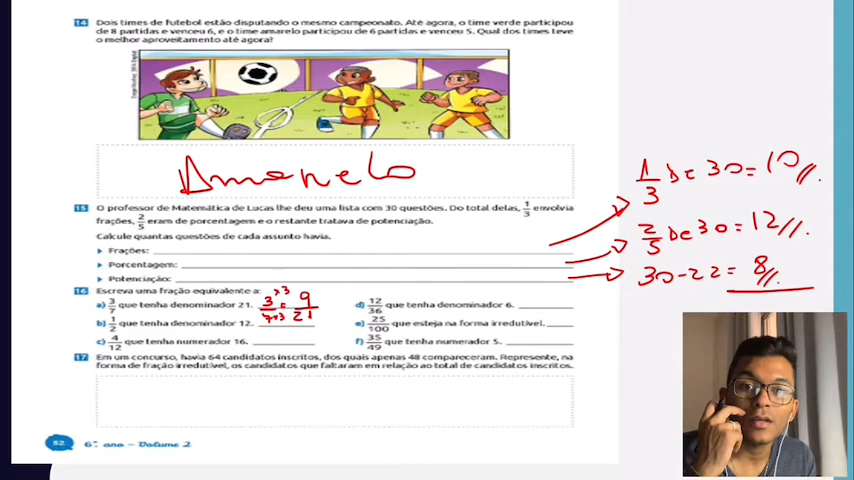 14 Dois times de futebol estão disputando o mesmo campeonato. Até agora, o time verde participou
de 8 partidas e venceu 6, e o time amarelo participou de 6 partidas e venceu 5. Qual dos times teve
o melhor aproveitamento até agora?
Amarelo
15 O professor de Matemática de Lucas lhe deu uma lista com 30 questões. Do total delas, 1/3 envolvia
frações, 2/5 eram de porcentagem e o restante tratava de potenciação.
Calcule quantas questões de cada assunto havia.
Frações:
Porcentagem:
Potenciação:
1/3 de 30 = 10
2/5 de 30 = 12
30 - 22 = 8
16 Escreva uma fração equivalente a:
a) 3/7 que tenha denominador 21. 3×3/7×3 = 9/21
b) 1/2 que tenha denominador 12.
c) 4/12 que tenha numerador 16.
d) 12/36 que tenha denominador 6.
e) 25/100 que esteja na forma irredutível.
f) 35/49 que tenha numerador 5.
17 Em um concurso, havia 64 candidatos inscritos, dos quais apenas 48 compareceram. Represente, na
forma de fração irredutível, os candidatos que faltaram em relação ao total de candidatos inscritos.
52 6º ano – Volume 2